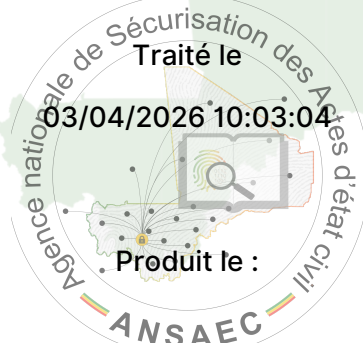 Agence nationale de Sécurisation des Actes d'état civil
Traité le
03/04/2026 10:03:04
Produit le :
ANSAEC